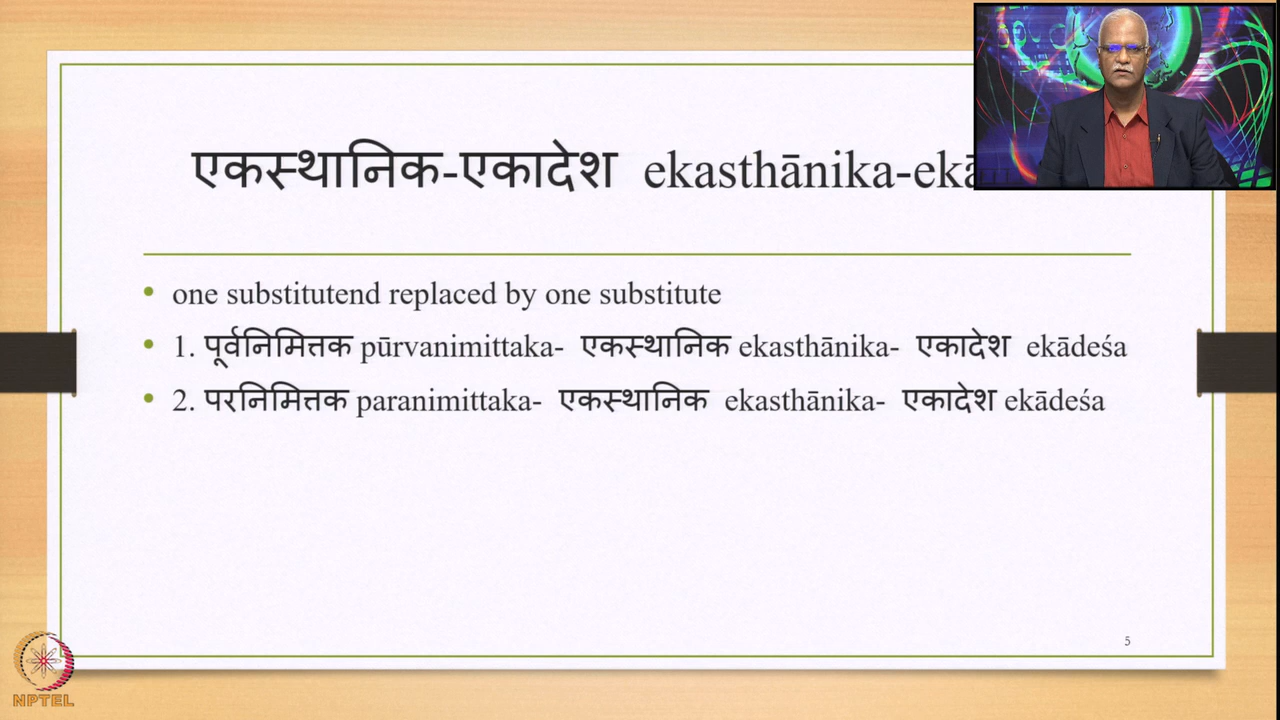 एकस्थानिक-एकादेश ekasthānika-ekā
• one substitutend replaced by one substitute
• 1. पूर्वनिमित्तक pūrvanimittaka- एकस्थानिक ekasthānika- एकादेश ekādeśa
• 2. परनिमित्तक paranimittaka- एकस्थानिक ekasthānika- एकादेश ekādeśa
5
NPTEL